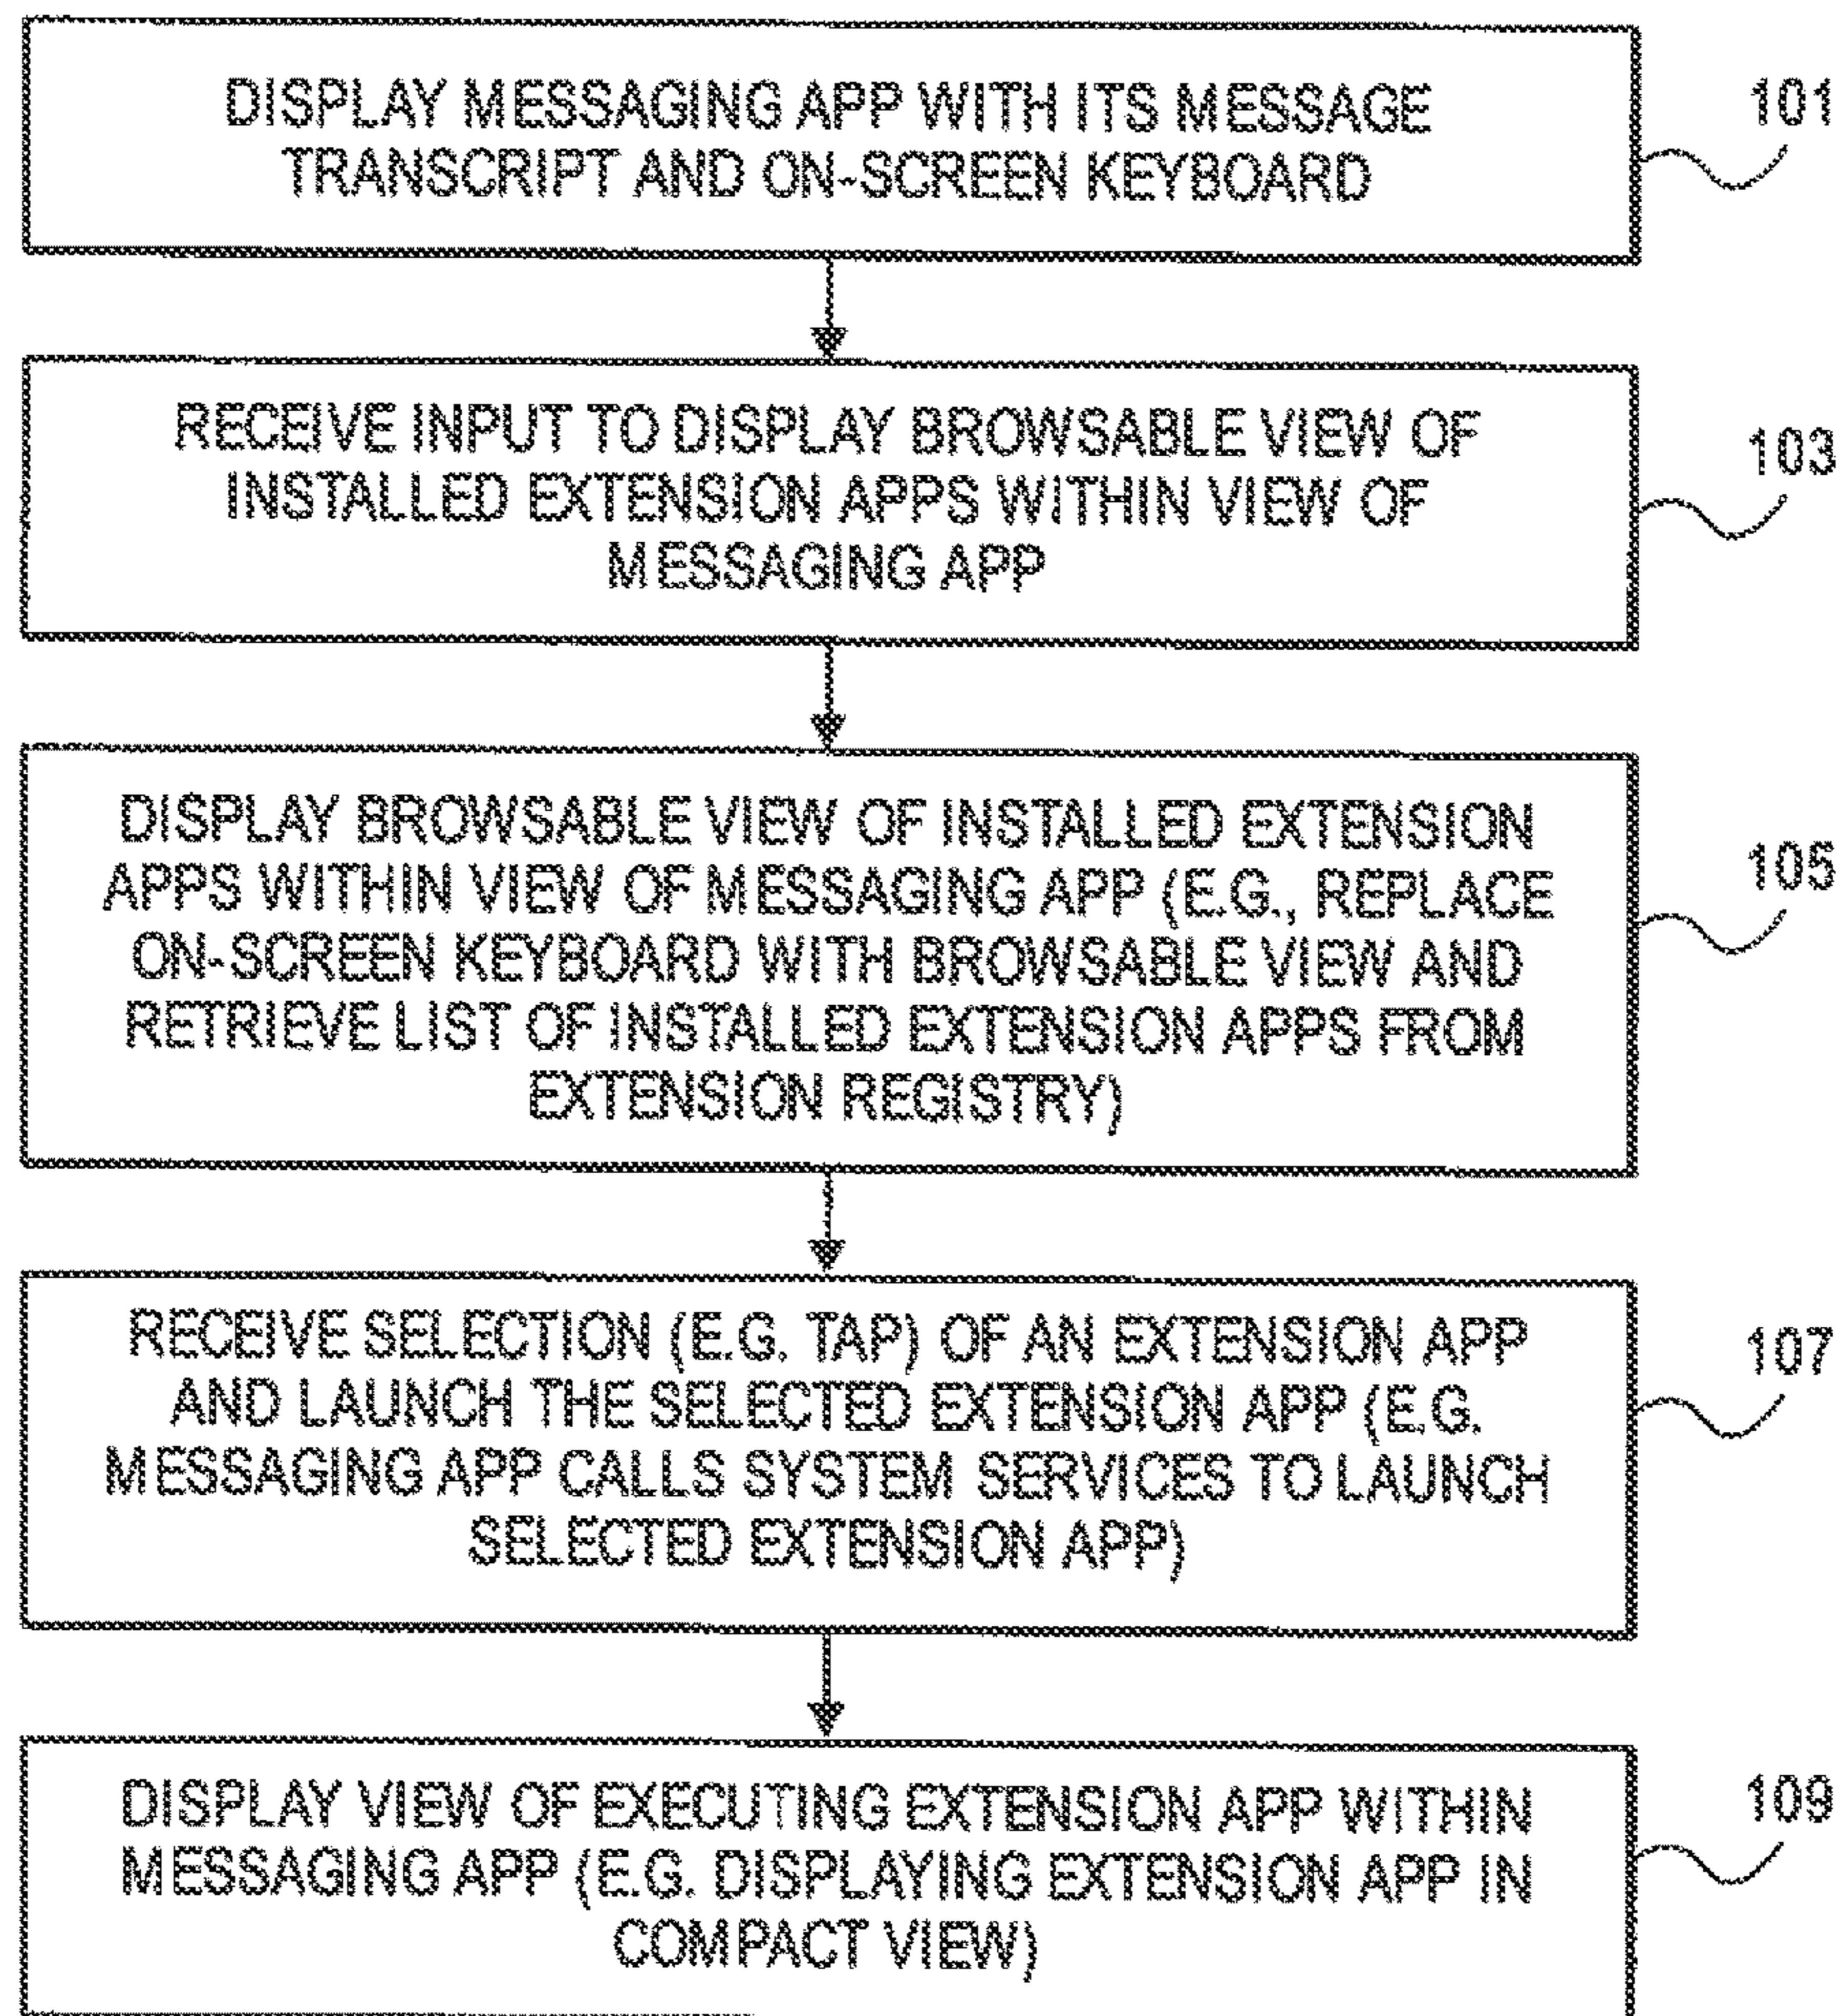 DISPLAY MESSAGING APP WITH ITS MESSAGE
TRANSCRIPT AND ON-SCREEN KEYBOARD
101
RECEIVE INPUT TO DISPLAY BROWSABLE VIEW OF
INSTALLED EXTENSION APPS WITHIN VIEW OF
MESSAGING APP
103
DISPLAY BROWSABLE VIEW OF INSTALLED EXTENSION
APPS WITHIN VIEW OF MESSAGING APP (E.G., REPLACE
ON-SCREEN KEYBOARD WITH BROWSABLE VIEW AND
RETRIEVE LIST OF INSTALLED EXTENSION APPS FROM
EXTENSION REGISTRY)
105
RECEIVE SELECTION (E.G. TAP) OF AN EXTENSION APP
AND LAUNCH THE SELECTED EXTENSION APP (E.G.
MESSAGING APP CALLS SYSTEM SERVICES TO LAUNCH
SELECTED EXTENSION APP)
107
DISPLAY VIEW OF EXECUTING EXTENSION APP WITHIN
MESSAGING APP (E.G. DISPLAYING EXTENSION APP IN
COMPACT VIEW)
109